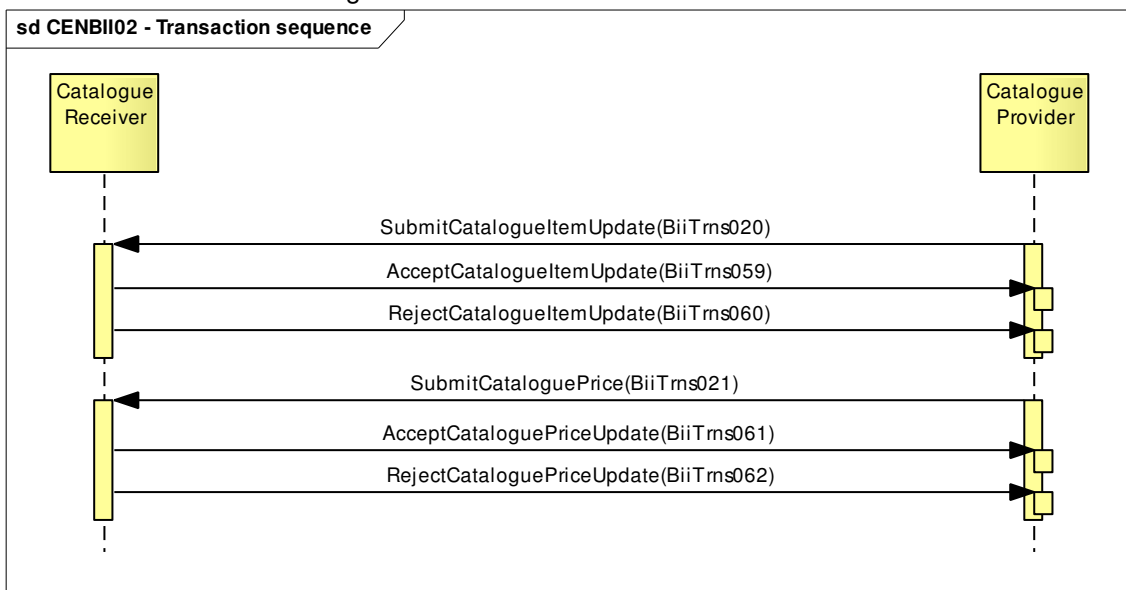 sd CENBII02 - Transaction sequence
Catalogue
Receiver
Catalogue
Provider
SubmitCatalogueItemUpdate(BiiTrns020)
AcceptCatalogueItemUpdate(BiiTrns059)
RejectCatalogueItemUpdate(BiiTrns060)
SubmitCataloguePrice(BiiTrns021)
AcceptCataloguePriceUpdate(BiiTrns061)
RejectCataloguePriceUpdate(BiiTrns062)